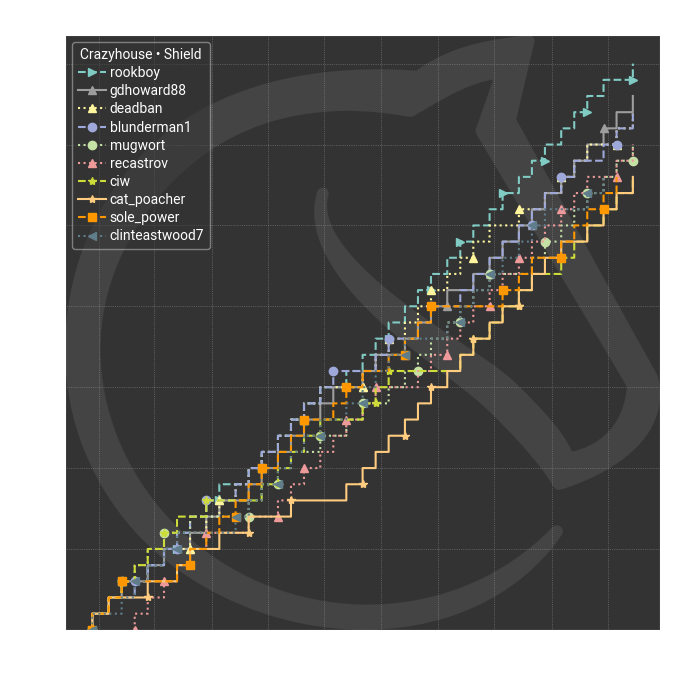 Crazyhouse • Shield
rookboy
gdhoward88
deadban
blunderman1
mugwort
recastrov
ciw
cat_poacher
sole_power
clinteastwood7